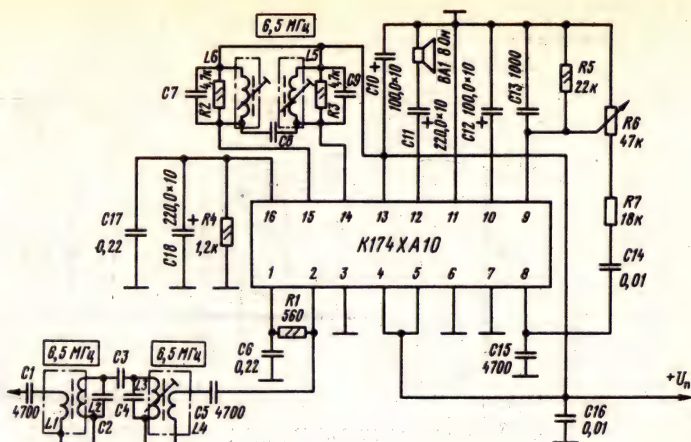 6,5 МГц
L6
L5
C7
4,7к
R2
4,7к
R3
C9
C8
C10
100,0×10
+
BA1 8 Ом
C11
220,0×10
+
C12
100,0×10
+
C13 1000
R5
22к
R6
47к
R7
18к
C14
0,01
C17
0,22
C18
220,0×10
+
R4
1,2к
16 15 14 13 12 11 10 9
К174ХА10
1 2 3 4 5 6 7 8
R1
560
C6
0,22
C15
4700
+Uп
C16
0,01
6,5 МГц
6,5 МГц
C1
4700
L1
L2
C2
C3
C4
L3
L4
C5
4700